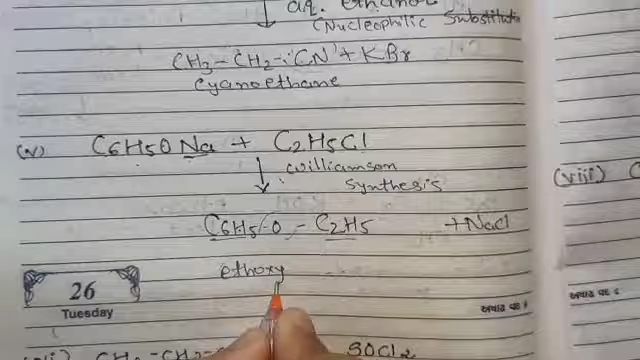 aq. ethanol
(Nucleophilic Substituti
CH3 - CH2 - CN + KBr
cyanoethane
(v) C6H5ONa + C2H5Cl
Williamson
Synthesis
(viii)
C6H5-O - C2H5 + NaCl
26
Tuesday
ethoxy
SOCl2